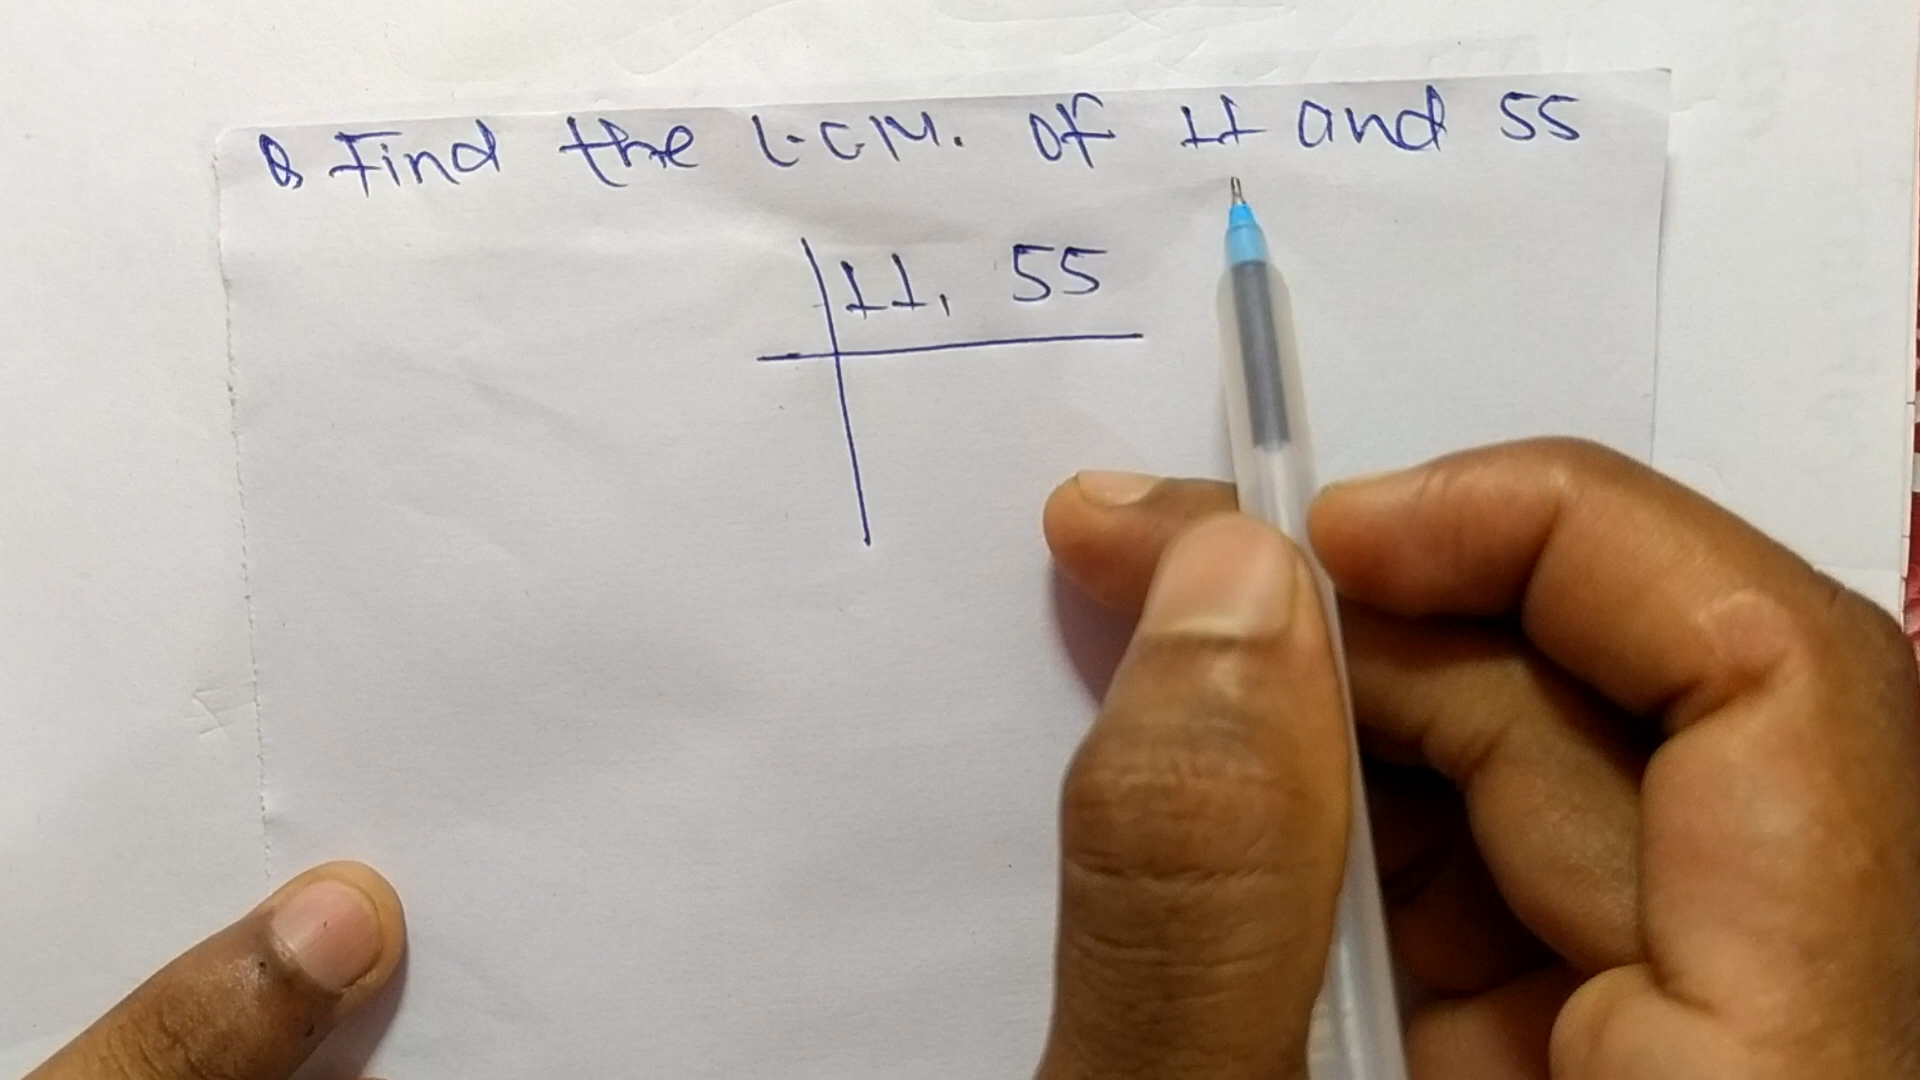 Q Find the L.C.M. Of 11 and 55
11, 55